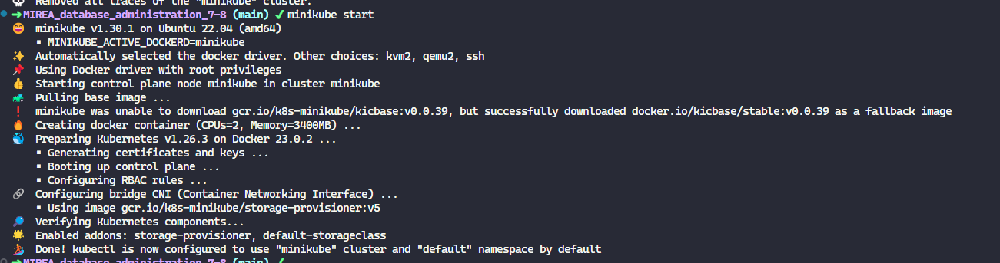 Removed all traces of the "minikube" cluster.
➜MIREA_database_administration_7-8 (main) ✔ minikube start
😄 minikube v1.30.1 on Ubuntu 22.04 (amd64)
▪ MINIKUBE_ACTIVE_DOCKERD=minikube
✨ Automatically selected the docker driver. Other choices: kvm2, qemu2, ssh
📌 Using Docker driver with root privileges
👍 Starting control plane node minikube in cluster minikube
🚜 Pulling base image ...
❗ minikube was unable to download gcr.io/k8s-minikube/kicbase:v0.0.39, but successfully downloaded docker.io/kicbase/stable:v0.0.39 as a fallback image
🔥 Creating docker container (CPUs=2, Memory=3400MB) ...
🐳 Preparing Kubernetes v1.26.3 on Docker 23.0.2 ...
▪ Generating certificates and keys ...
▪ Booting up control plane ...
▪ Configuring RBAC rules ...
🔗 Configuring bridge CNI (Container Networking Interface) ...
▪ Using image gcr.io/k8s-minikube/storage-provisioner:v5
🔎 Verifying Kubernetes components...
🌟 Enabled addons: storage-provisioner, default-storageclass
🏄 Done! kubectl is now configured to use "minikube" cluster and "default" namespace by default
➜MIREA_database_administration_7-8 (main) ✔